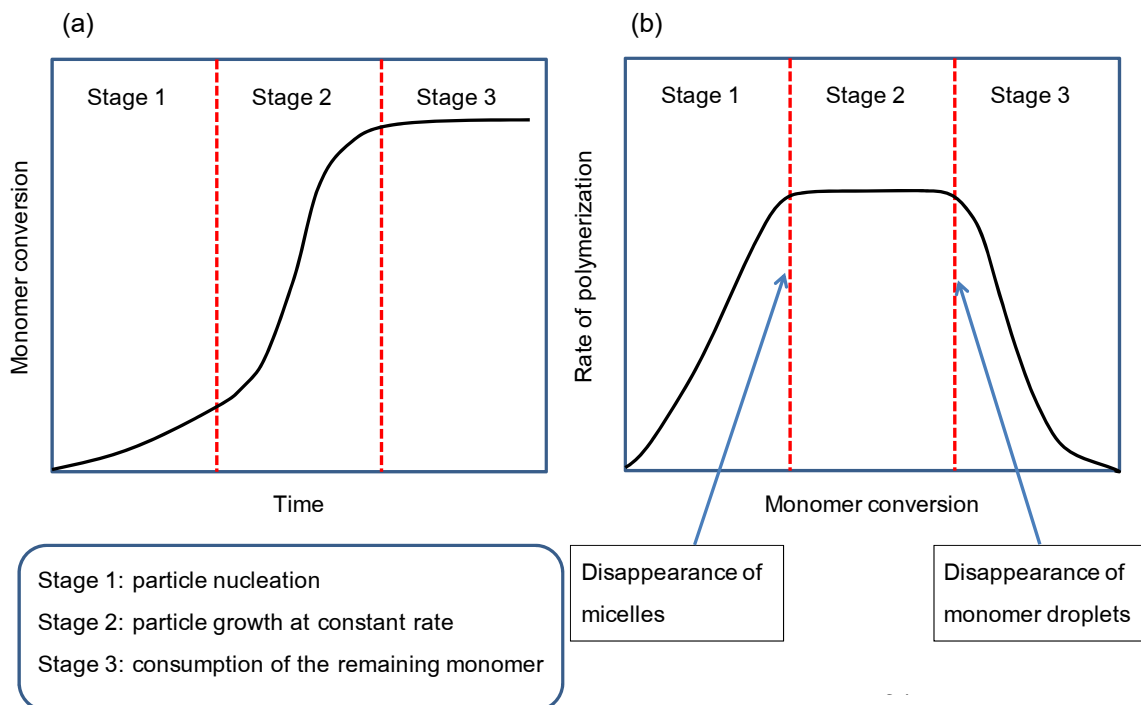 (a)
Stage 1
Stage 2
Stage 3
Monomer conversion
Time
(b)
Stage 1
Stage 2
Stage 3
Rate of polymerization
Monomer conversion
Stage 1: particle nucleation
Stage 2: particle growth at constant rate
Stage 3: consumption of the remaining monomer
Disappearance of
micelles
Disappearance of
monomer droplets